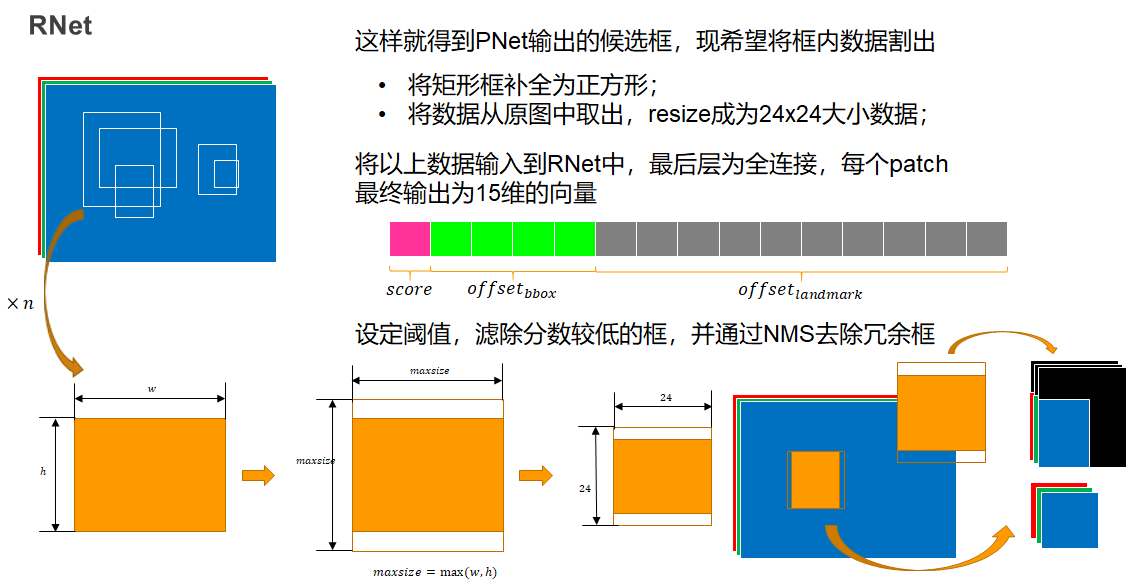 RNet
这样就得到PNet输出的候选框，现希望将框内数据割出
• 将矩形框补全为正方形；
• 将数据从原图中取出，resize成为24x24大小数据；
将以上数据输入到RNet中，最后层为全连接，每个patch
最终输出为15维的向量
score
offset_bbox
offset_landmark
×n
设定阈值，滤除分数较低的框，并通过NMS去除冗余框
w
h
maxsize
maxsize
maxsize = max(w, h)
24
24